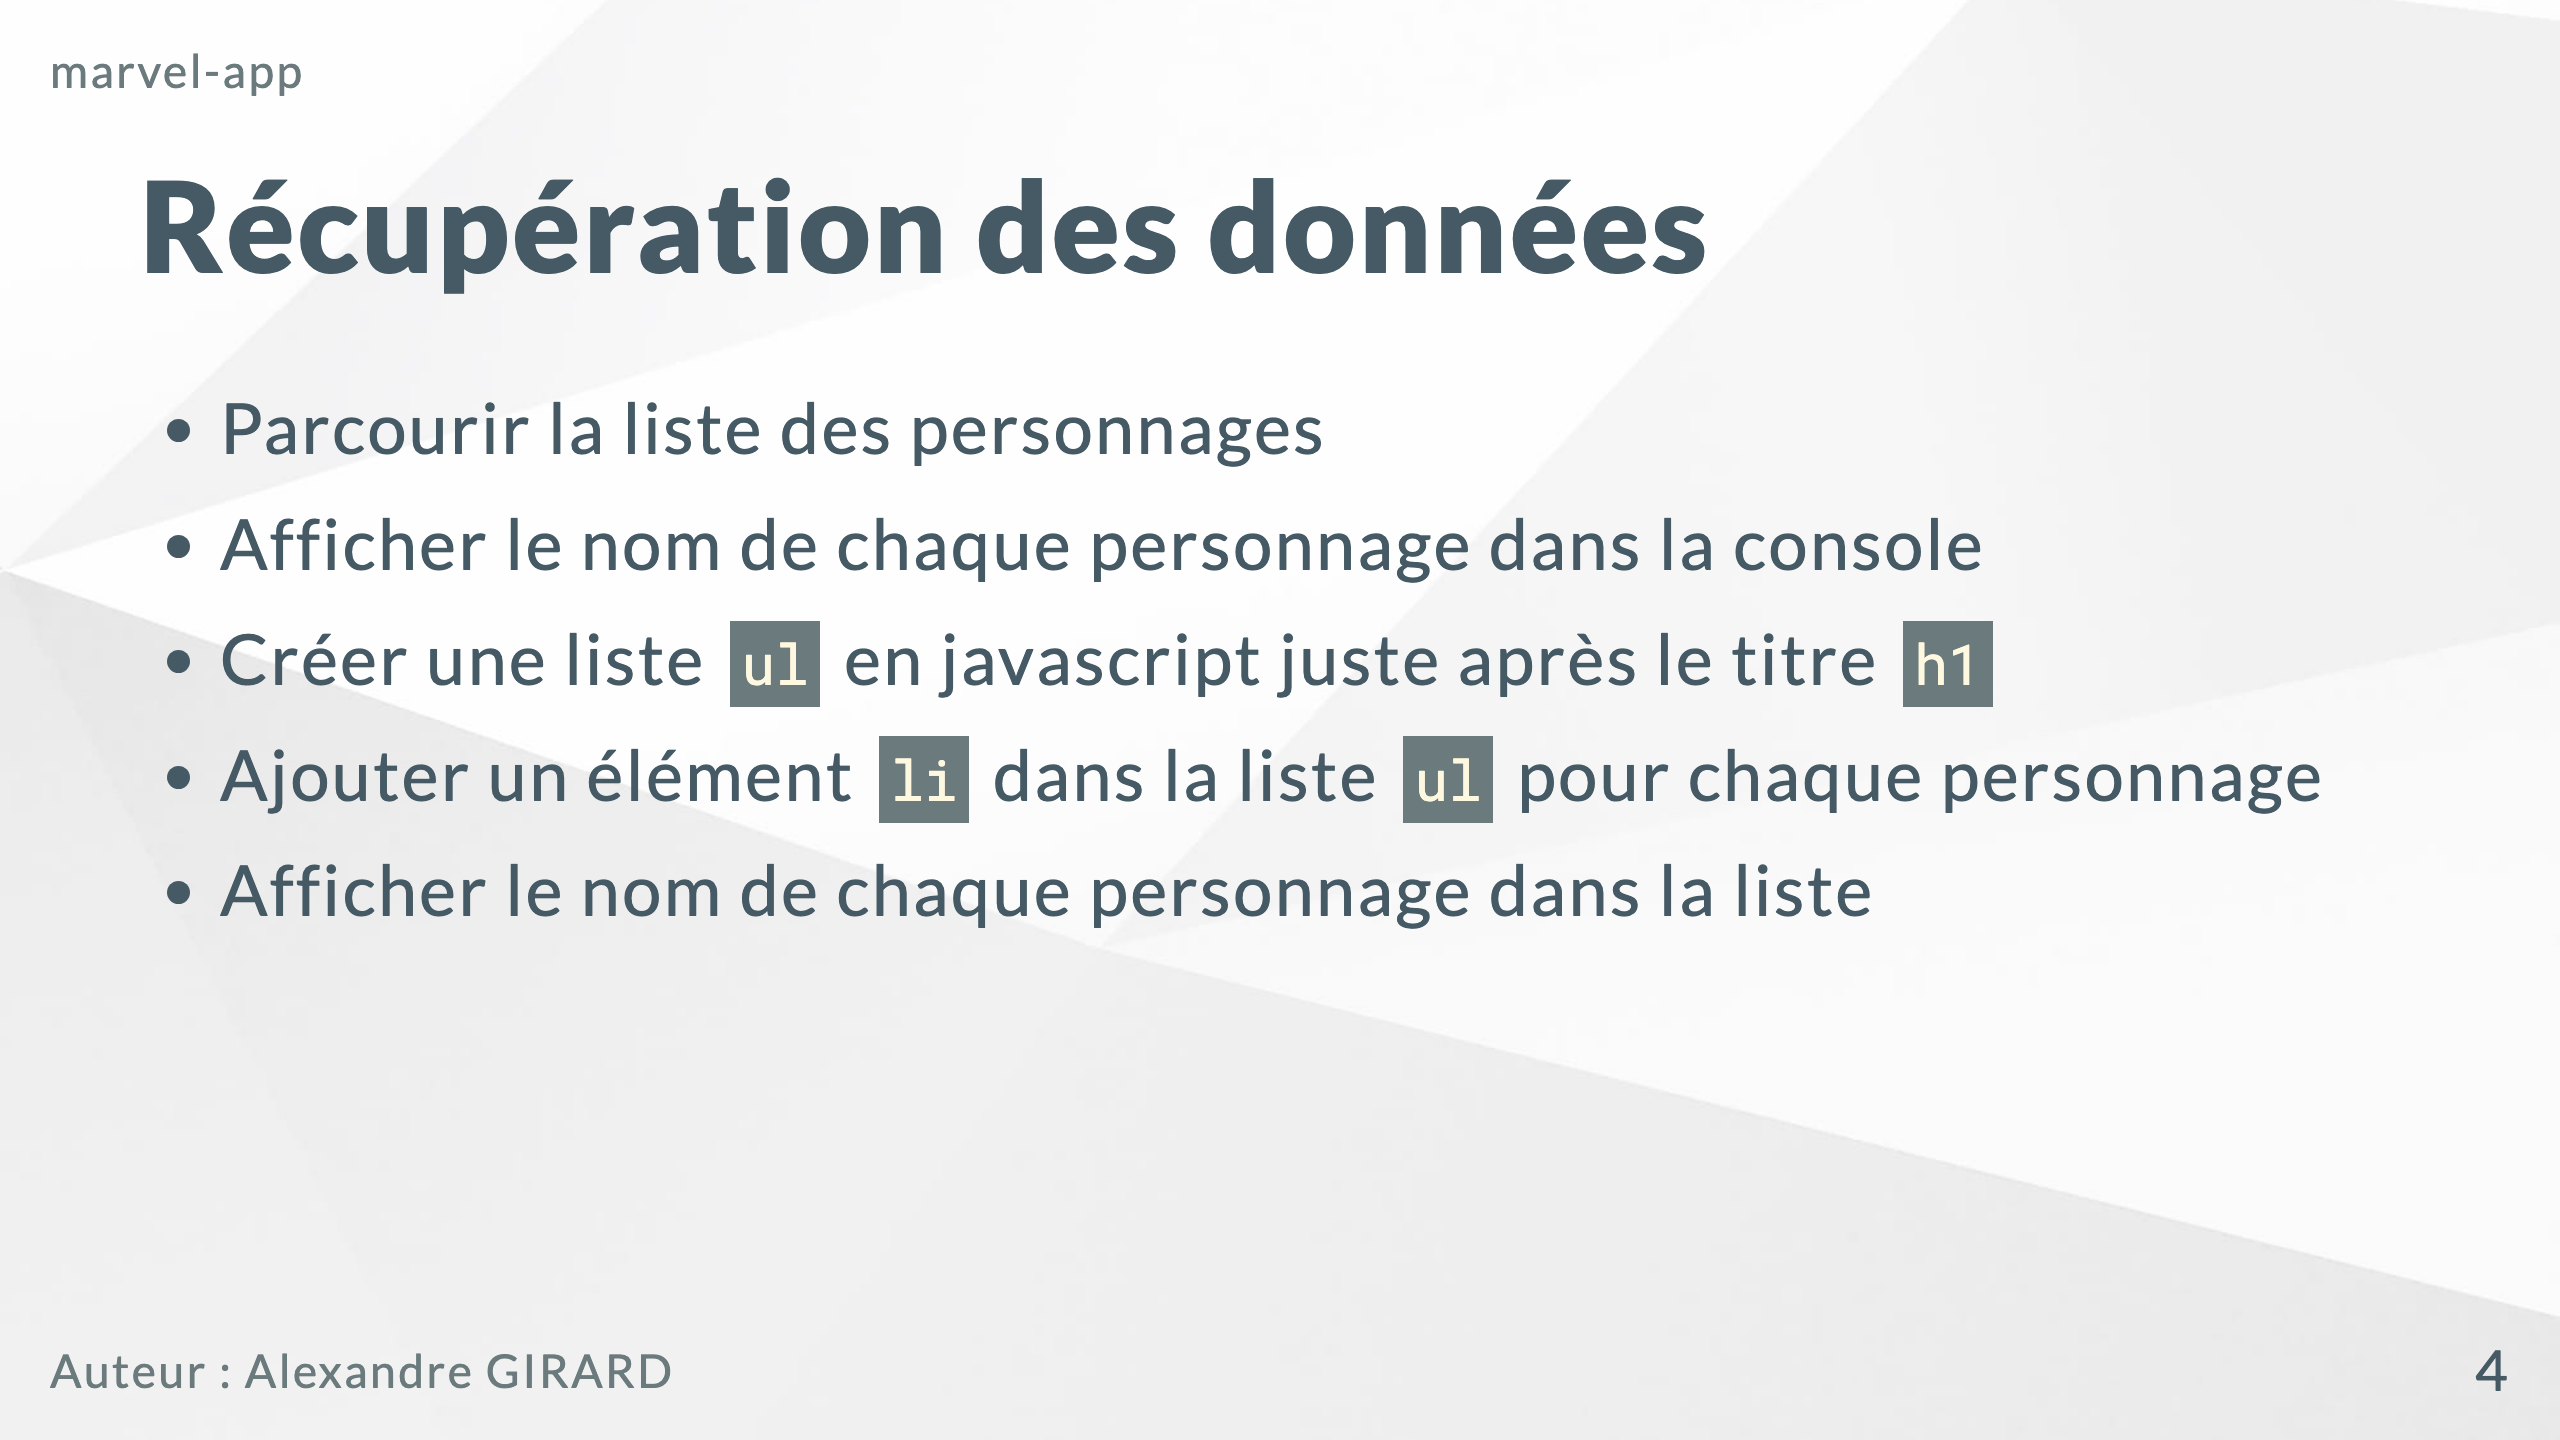 marvel-app
Récupération des données
• Parcourir la liste des personnages
• Afficher le nom de chaque personnage dans la console
• Créer une liste ul en javascript juste après le titre h1
• Ajouter un élément li dans la liste ul pour chaque personnage
• Afficher le nom de chaque personnage dans la liste
Auteur : Alexandre GIRARD
4